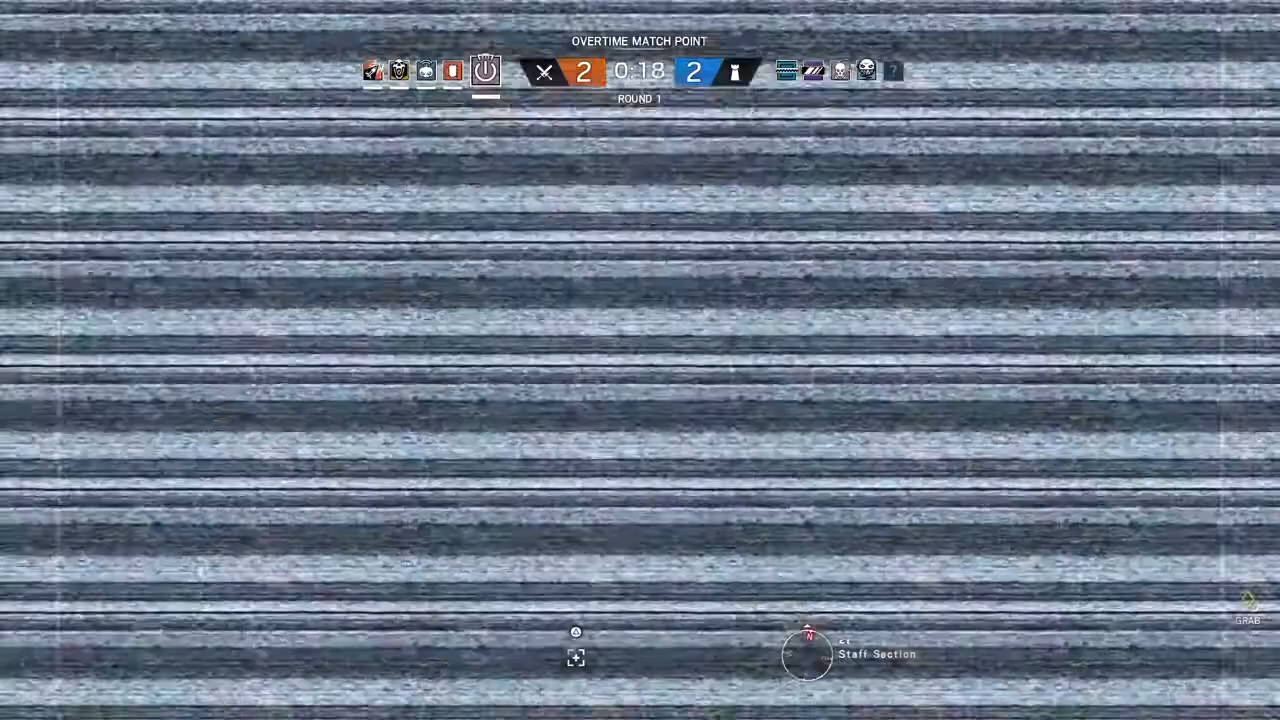 OVERTIME MATCH POINT
2 0:18 2 ?
ROUND 1
GRAB
N
Staff Section